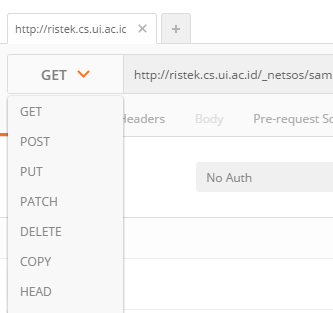 http://ristek.cs.ui.ac.ic
GET
http://ristek.cs.ui.ac.id/_netsos/sam
Headers
Body
Pre-request Sc
No Auth
GET
POST
PUT
PATCH
DELETE
COPY
HEAD